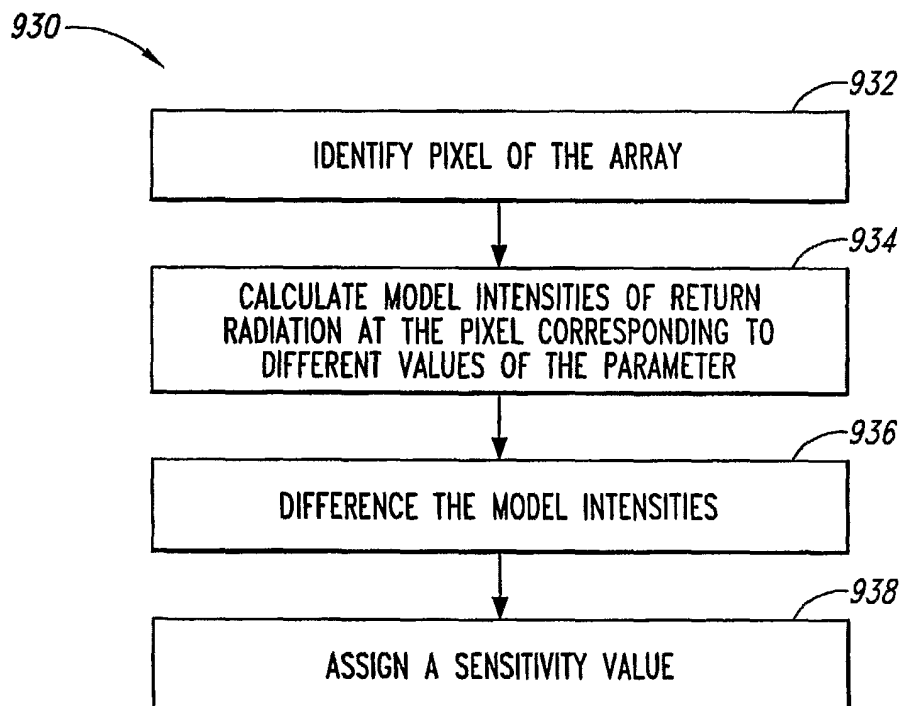 930
932
IDENTIFY PIXEL OF THE ARRAY
934
CALCULATE MODEL INTENSITIES OF RETURN
RADIATION AT THE PIXEL CORRESPONDING TO
DIFFERENT VALUES OF THE PARAMETER
936
DIFFERENCE THE MODEL INTENSITIES
938
ASSIGN A SENSITIVITY VALUE